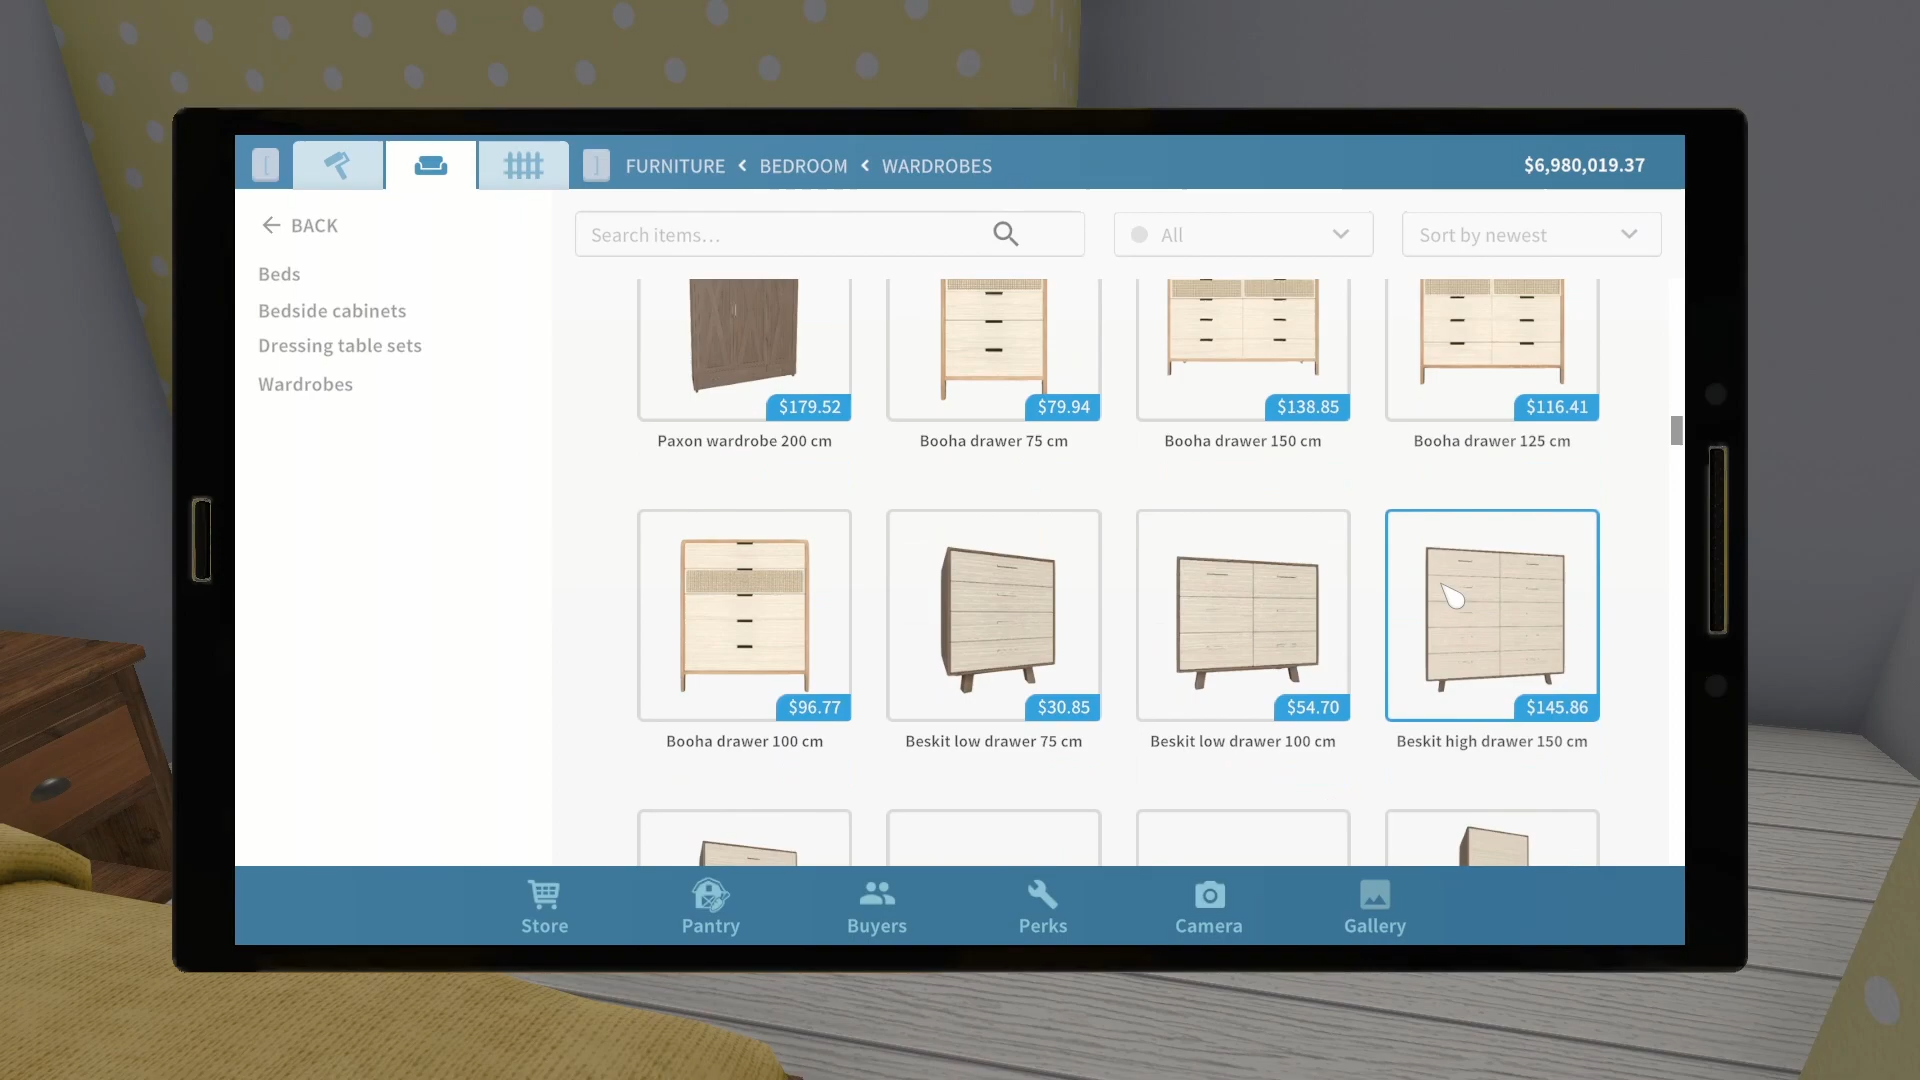 [
]
FURNITURE < BEDROOM < WARDROBES
$6,980,019.37
BACK
Beds
Bedside cabinets
Dressing table sets
Wardrobes
Search items...
All
Sort by newest
$179.52
Paxon wardrobe 200 cm
$79.94
Booha drawer 75 cm
$138.85
Booha drawer 150 cm
$116.41
Booha drawer 125 cm
$96.77
Booha drawer 100 cm
$30.85
Beskit low drawer 75 cm
$54.70
Beskit low drawer 100 cm
$145.86
Beskit high drawer 150 cm
Store
Pantry
Buyers
Perks
Camera
Gallery